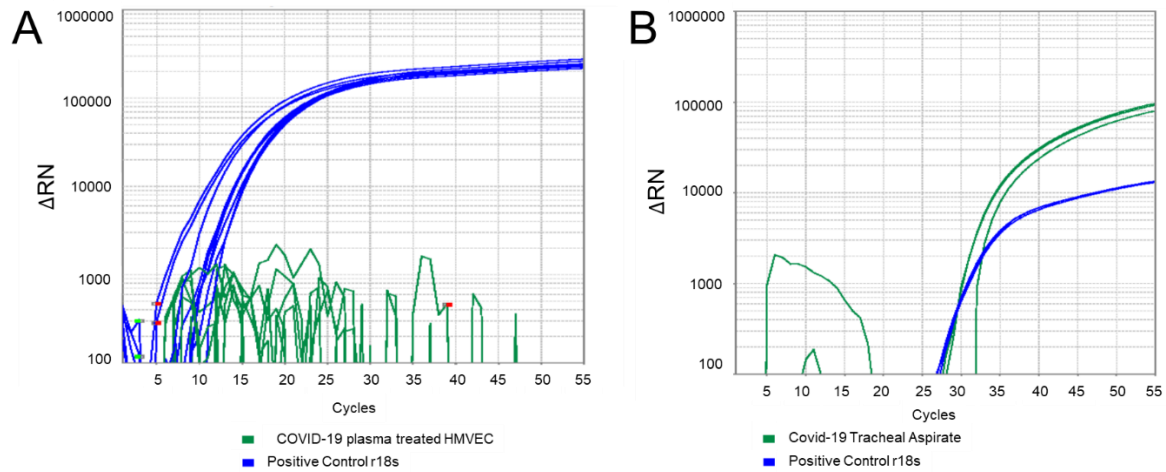 A
1000000
100000
10000
1000
100
ΔRN
5 10 15 20 25 30 35 40 45 50 55
Cycles
COVID-19 plasma treated HMVEC
Positive Control r18s
B
1000000
100000
10000
1000
100
ΔRN
5 10 15 20 25 30 35 40 45 50 55
Cycles
Covid-19 Tracheal Aspirate
Positive Control r18s